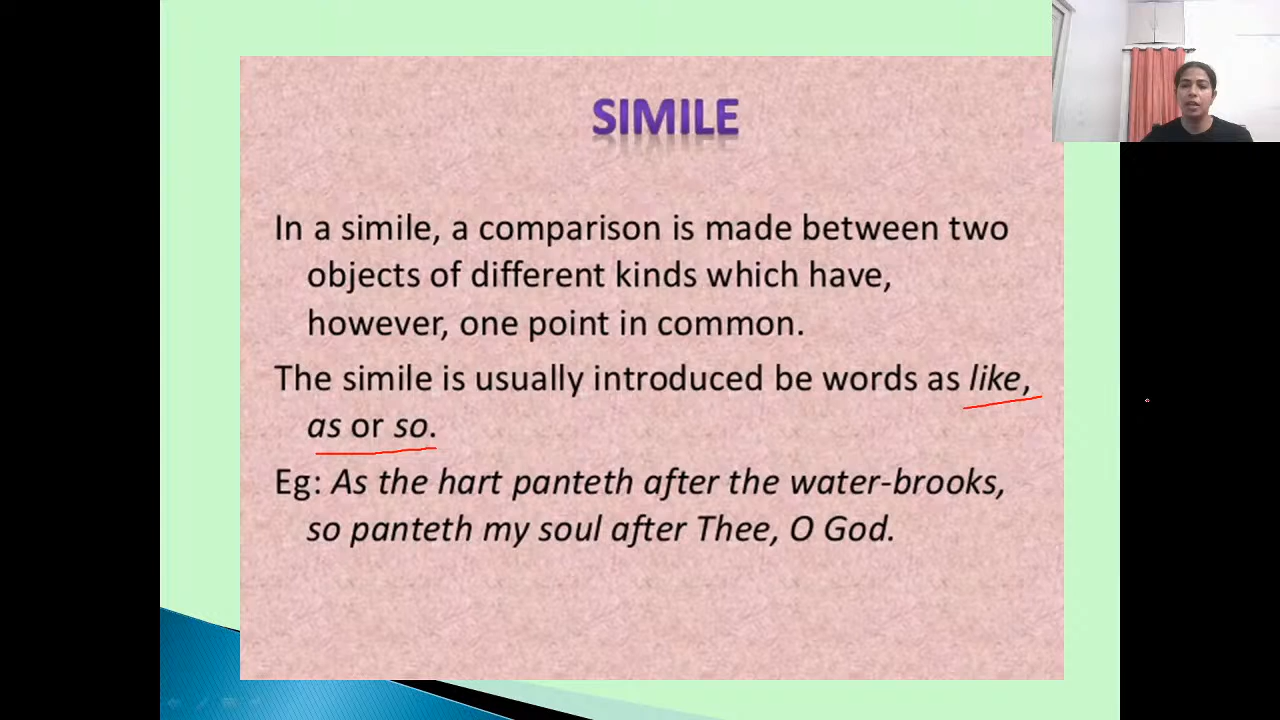 SIMILE
In a simile, a comparison is made between two
objects of different kinds which have,
however, one point in common.
The simile is usually introduced be words as like,
as or so.
Eg: As the hart panteth after the water-brooks,
so panteth my soul after Thee, O God.